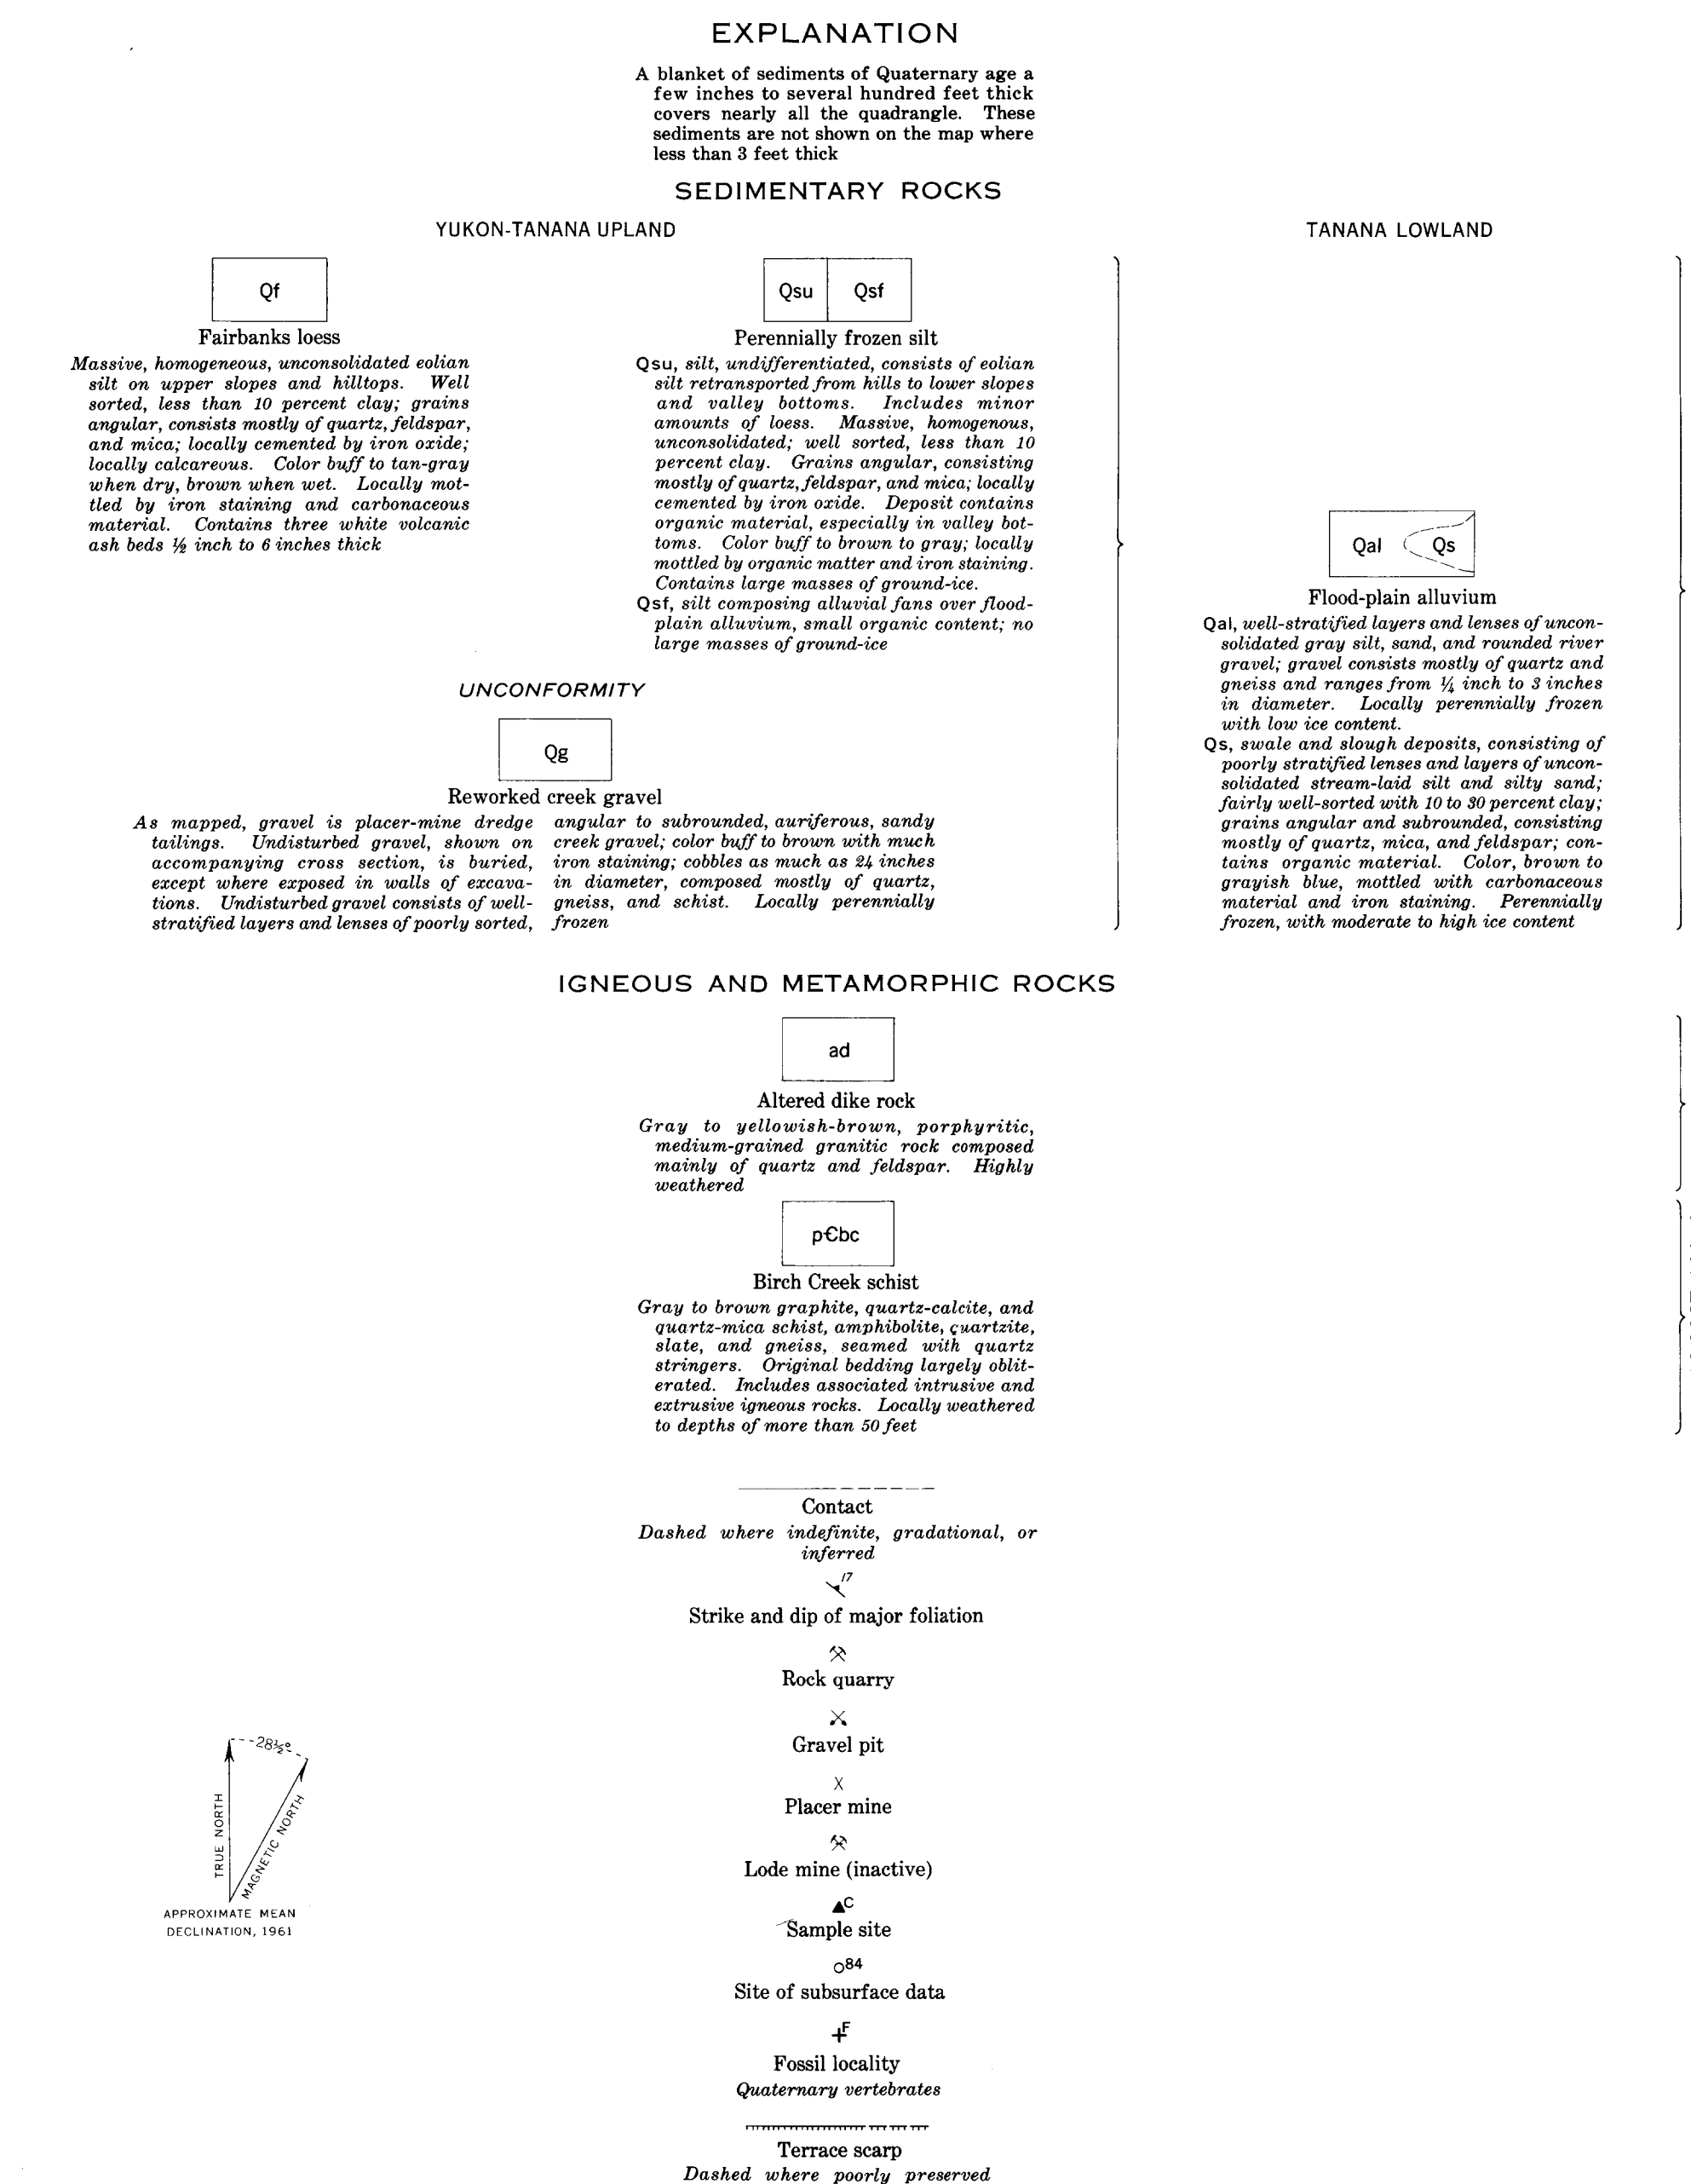 EXPLANATION
A blanket of sediments of Quaternary age a
few inches to several hundred feet thick
covers nearly all the quadrangle. These
sediments are not shown on the map where
less than 3 feet thick
SEDIMENTARY ROCKS
YUKON-TANANA UPLAND
Qf
Fairbanks loess
Massive, homogeneous, unconsolidated eolian
silt on upper slopes and hilltops. Well
sorted, less than 10 percent clay; grains
angular, consists mostly of quartz, feldspar,
and mica; locally cemented by iron oxide;
locally calcareous. Color buff to tan-gray
when dry, brown when wet. Locally mot-
tled by iron staining and carbonaceous
material. Contains three white volcanic
ash beds ½ inch to 6 inches thick
Qsu Qsf
Perennially frozen silt
Qsu, silt, undifferentiated, consists of eolian
silt retransported from hills to lower slopes
and valley bottoms. Includes minor
amounts of loess. Massive, homogenous,
unconsolidated; well sorted, less than 10
percent clay. Grains angular, consisting
mostly of quartz, feldspar, and mica; locally
cemented by iron oxide. Deposit contains
organic material, especially in valley bot-
toms. Color buff to brown to gray; locally
mottled by organic matter and iron staining.
Contains large masses of ground-ice.
Qsf, silt composing alluvial fans over flood-
plain alluvium, small organic content; no
large masses of ground-ice
UNCONFORMITY
Qg
Reworked creek gravel
As mapped, gravel is placer-mine dredge
tailings. Undisturbed gravel, shown on
accompanying cross section, is buried,
except where exposed in walls of excava-
tions. Undisturbed gravel consists of well-
stratified layers and lenses of poorly sorted,
angular to subrounded, auriferous, sandy
creek gravel; color buff to brown with much
iron staining; cobbles as much as 24 inches
in diameter, composed mostly of quartz,
gneiss, and schist. Locally perennially
frozen
TANANA LOWLAND
Qal Qs
Flood-plain alluvium
Qal, well-stratified layers and lenses of uncon-
solidated gray silt, sand, and rounded river
gravel; gravel consists mostly of quartz and
gneiss and ranges from ¼ inch to 3 inches
in diameter. Locally perennially frozen
with low ice content.
Qs, swale and slough deposits, consisting of
poorly stratified lenses and layers of uncon-
solidated stream-laid silt and silty sand;
fairly well-sorted with 10 to 30 percent clay;
grains angular and subrounded, consisting
mostly of quartz, mica, and feldspar; con-
tains organic material. Color, brown to
grayish blue, mottled with carbonaceous
material and iron staining. Perennially
frozen, with moderate to high ice content
IGNEOUS AND METAMORPHIC ROCKS
ad
Altered dike rock
Gray to yellowish-brown, porphyritic,
medium-grained granitic rock composed
mainly of quartz and feldspar. Highly
weathered
p€bc
Birch Creek schist
Gray to brown graphite, quartz-calcite, and
quartz-mica schist, amphibolite, quartzite,
slate, and gneiss, seamed with quartz
stringers. Original bedding largely oblit-
erated. Includes associated intrusive and
extrusive igneous rocks. Locally weathered
to depths of more than 50 feet
Contact
Dashed where indefinite, gradational, or
inferred
17
Strike and dip of major foliation
Rock quarry
Gravel pit
Placer mine
Lode mine (inactive)
C
Sample site
84
Site of subsurface data
F
Fossil locality
Quaternary vertebrates
Terrace scarp
Dashed where poorly preserved
28½°
TRUE NORTH
MAGNETIC NORTH
APPROXIMATE MEAN
DECLINATION, 1961